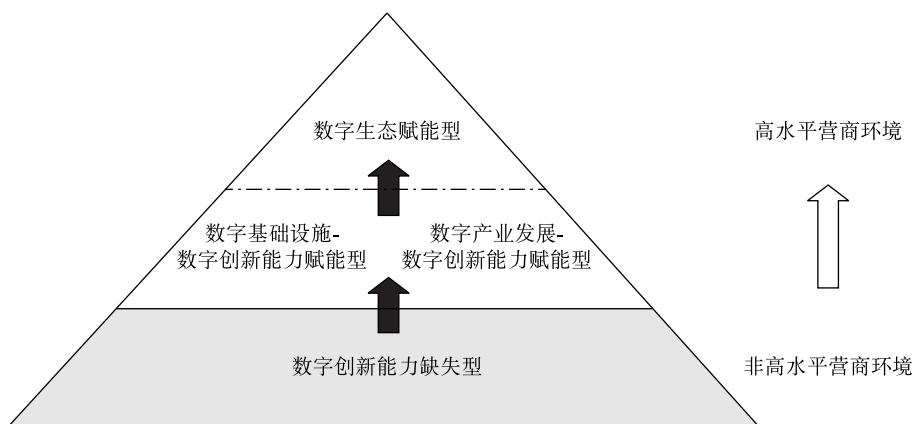 数字生态赋能型
高水平营商环境
数字基础设施-
数字创新能力赋能型
数字产业发展-
数字创新能力赋能型
数字创新能力缺失型
非高水平营商环境